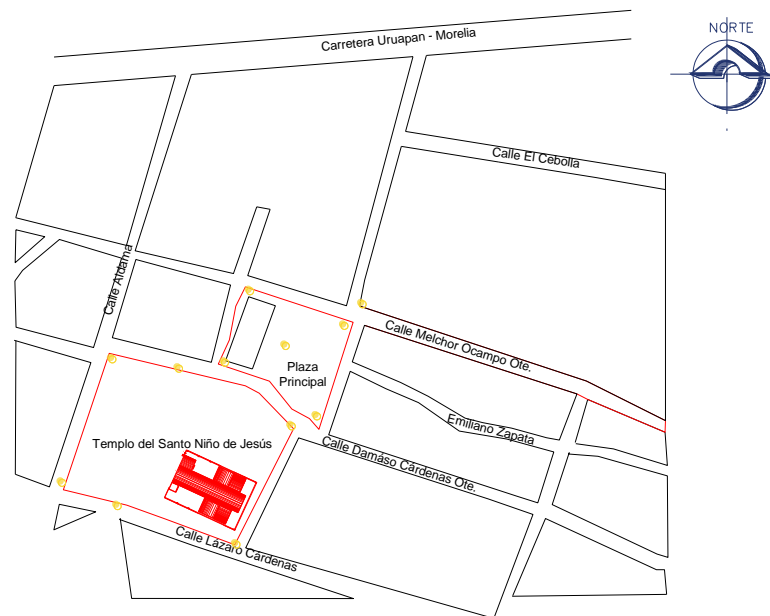 NORTE
Carretera Uruapan - Morelia
Calle El Cebolla
Calle Aldama
Calle Melchor Ocampo Ote.
Plaza
Principal
Emiliano Zapata
Templo del Santo Niño de Jesús
Calle Damáso Cárdenas Ote.
Calle Lázaro Cárdenas